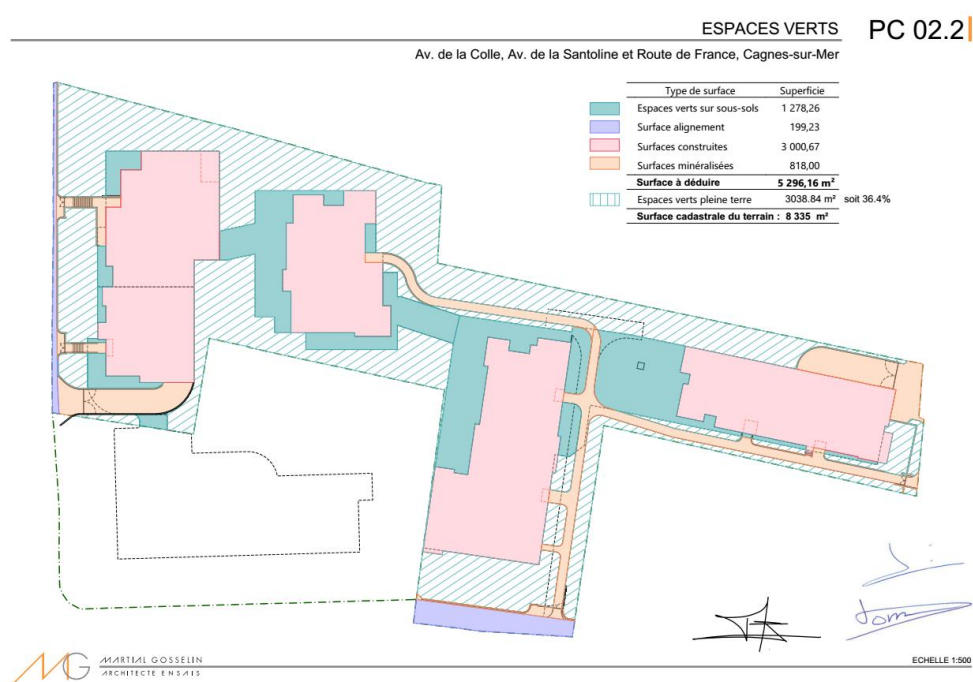 ESPACES VERTS PC 02.2
Av. de la Colle, Av. de la Santoline et Route de France, Cagnes-sur-Mer
Type de surface Superficie
Espaces verts sur sous-sols 1 278,26
Surface alignement 199,23
Surfaces construites 3 000,67
Surfaces minéralisées 818,00
Surface à déduire 5 296,16 m²
Espaces verts pleine terre 3038.84 m² soit 36.4%
Surface cadastrale du terrain : 8 335 m²
MG MARTIAL GOSSELIN
ARCHITECTE ENSAIS
ECHELLE 1:500